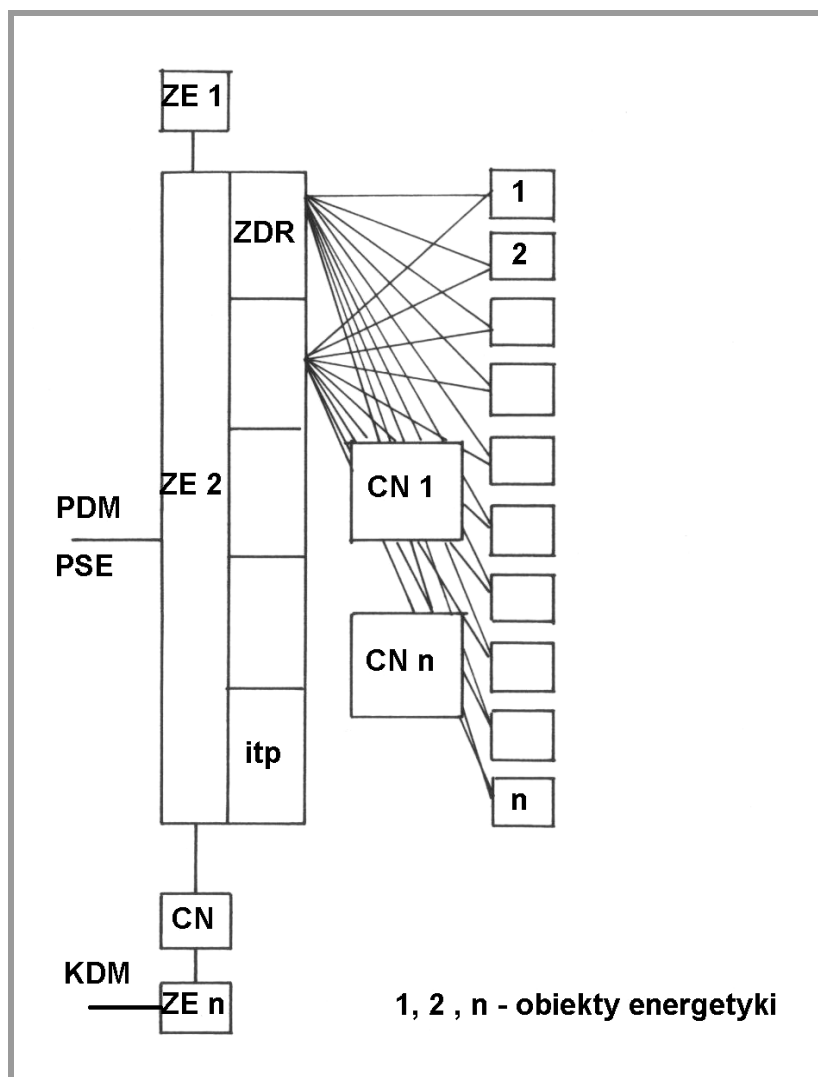 ZE 1
1
ZDR
2
ZE 2
CN 1
PDM
PSE
CN n
itp
n
CN
KDM
ZE n
1, 2 , n - obiekty energetyki